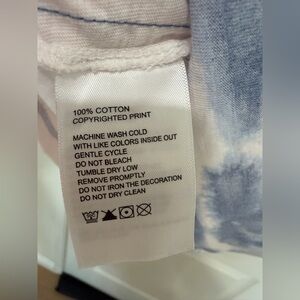 100% COTTON
COPYRIGHTED PRINT
MACHINE WASH COLD
WITH LIKE COLORS INSIDE OUT
GENTLE CYCLE
DO NOT BLEACH
TUMBLE DRY LOW
REMOVE PROMPTLY
DO NOT IRON THE DECORATION
DO NOT DRY CLEAN